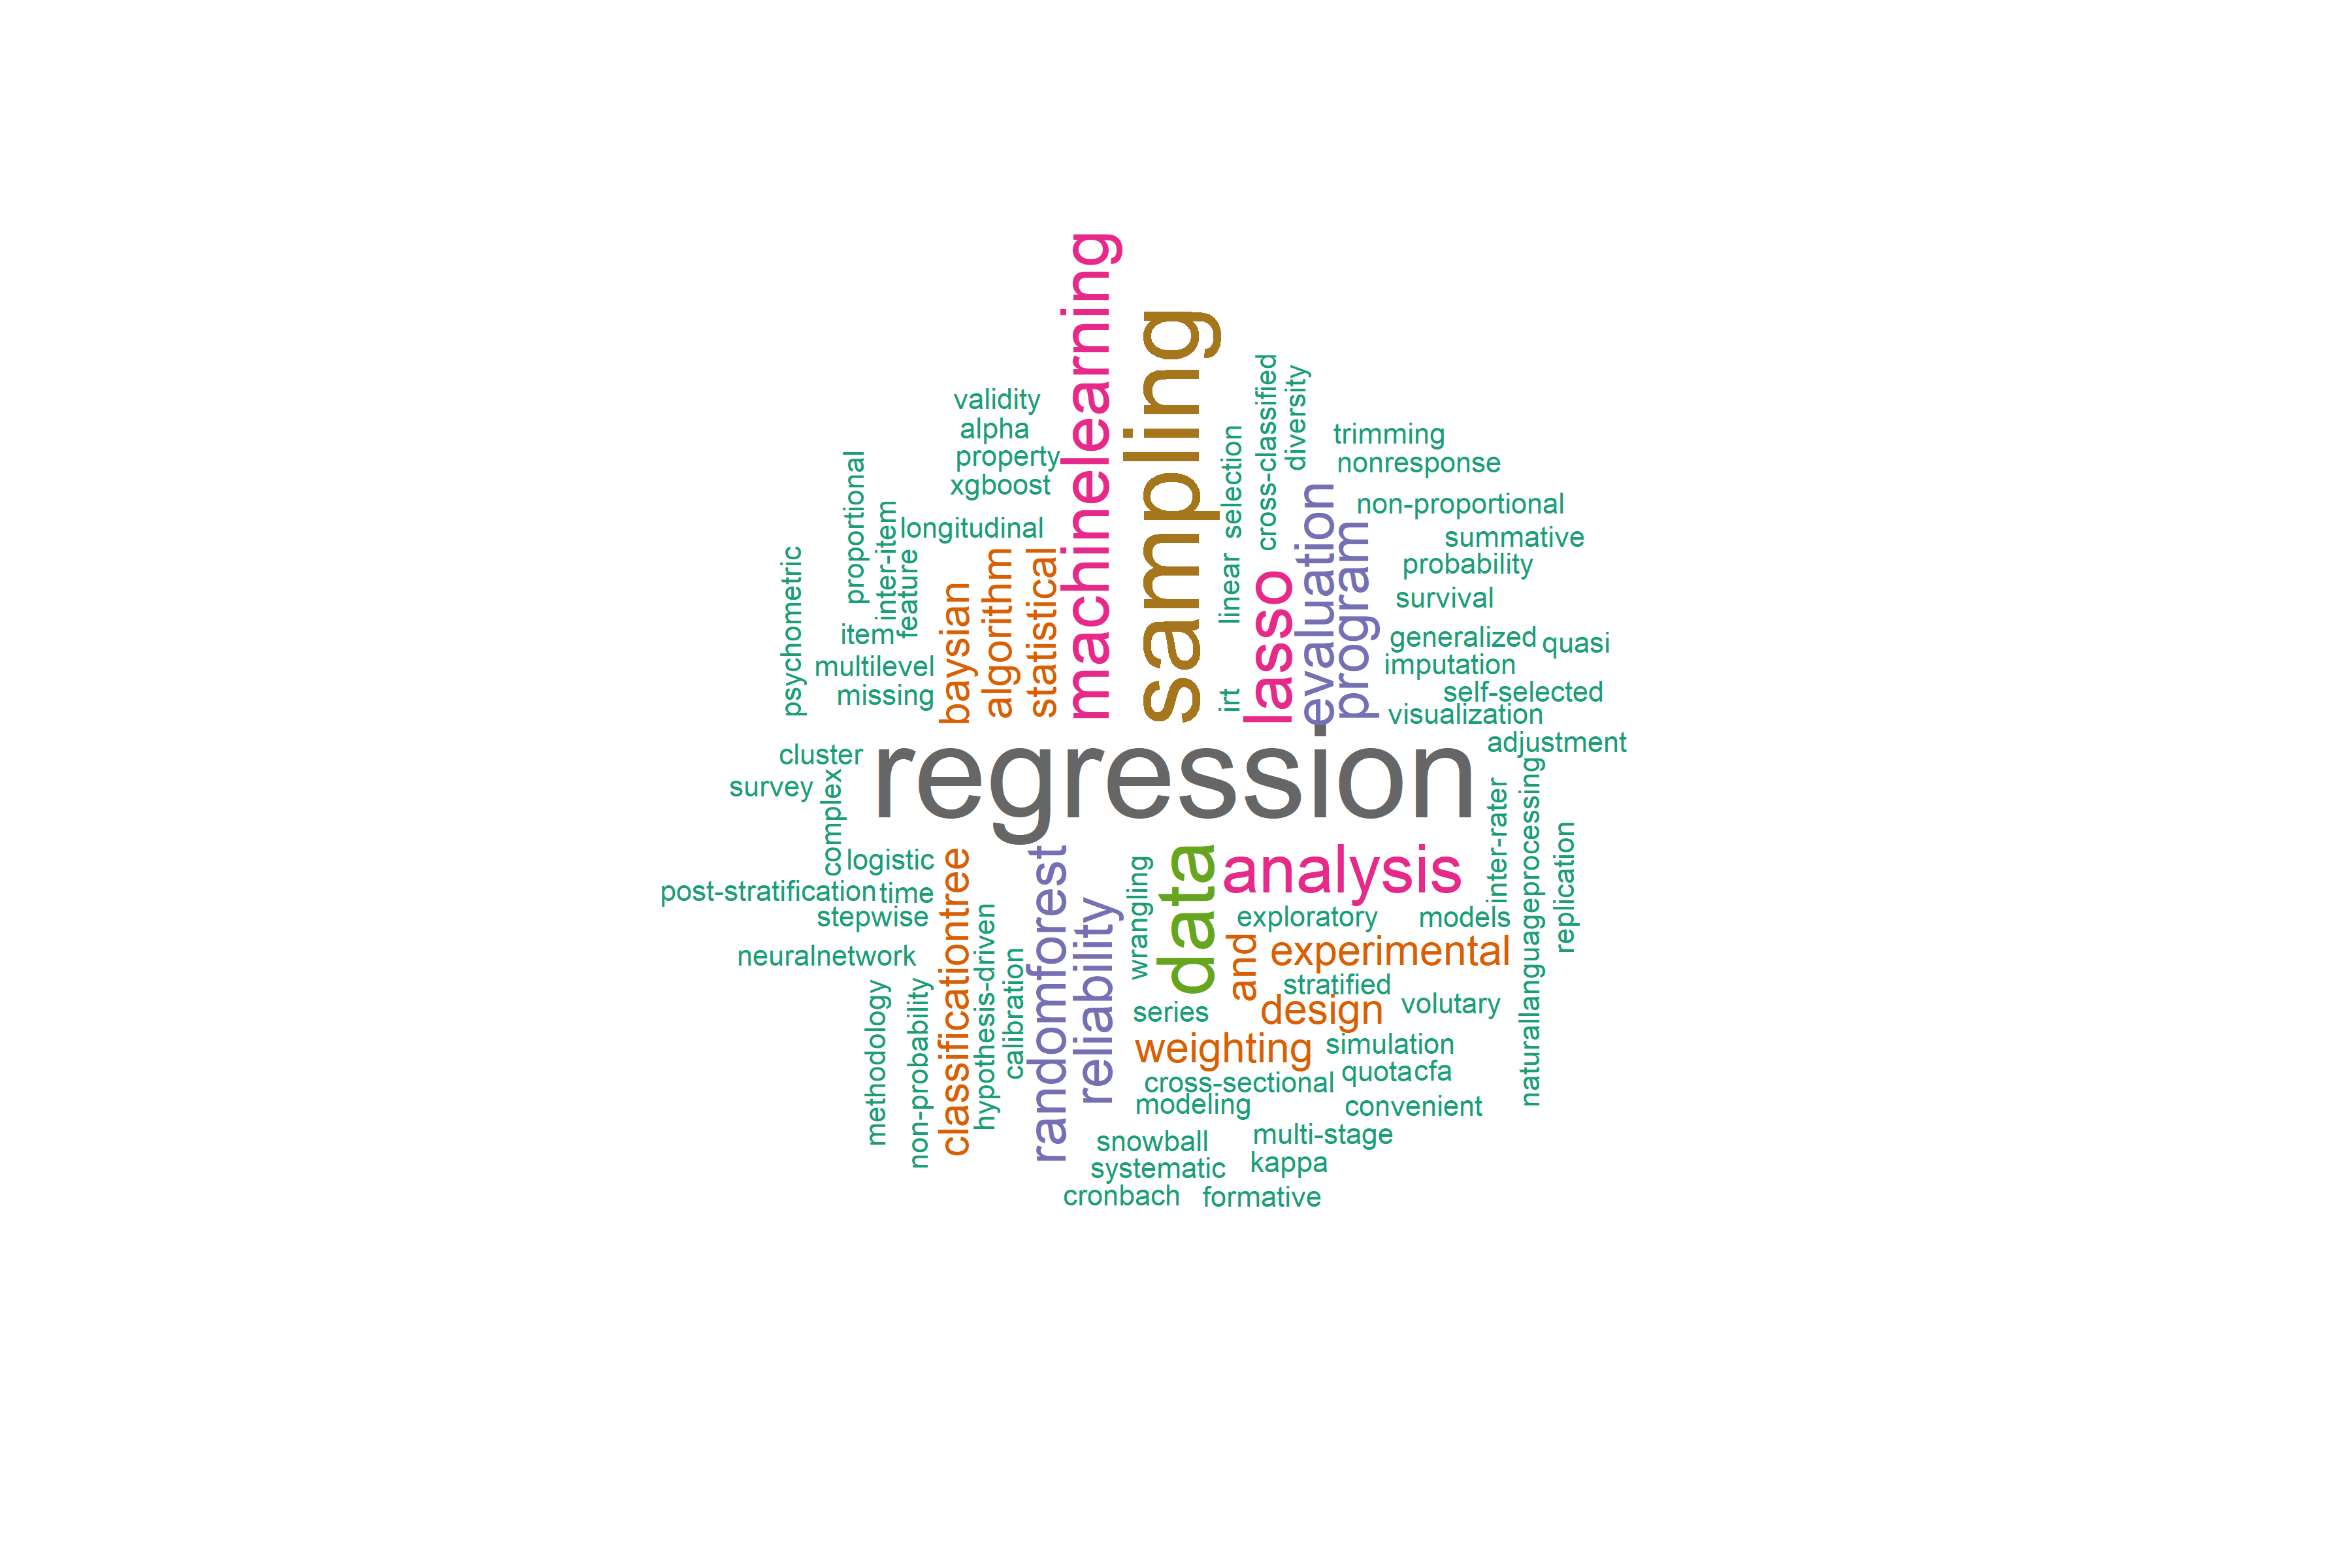 machinelearning
sampling
validity
alpha
property
xgboost
longitudinal
proportional
inter-item
feature
psychometric
item
multilevel
missing
baysian
algorithm
statistical
selection
cross-classified
diversity
linear
irt
lasso
evaluation
program
trimming
nonresponse
non-proportional
summative
probability
survival
generalized
quasi
imputation
self-selected
visualization
adjustment
regression
cluster
survey
complex
logistic
post-stratification
time
stepwise
neuralnetwork
methodology
non-probability
classificationtree
hypothesis-driven
calibration
randomforest
reliability
wrangling
data
analysis
inter-rater
naturallanguageprocessing
replication
exploratory
models
and
experimental
stratified
design
volutary
series
weighting
simulation
cross-sectional
quota
cfa
modeling
convenient
snowball
multi-stage
systematic
kappa
cronbach
formative